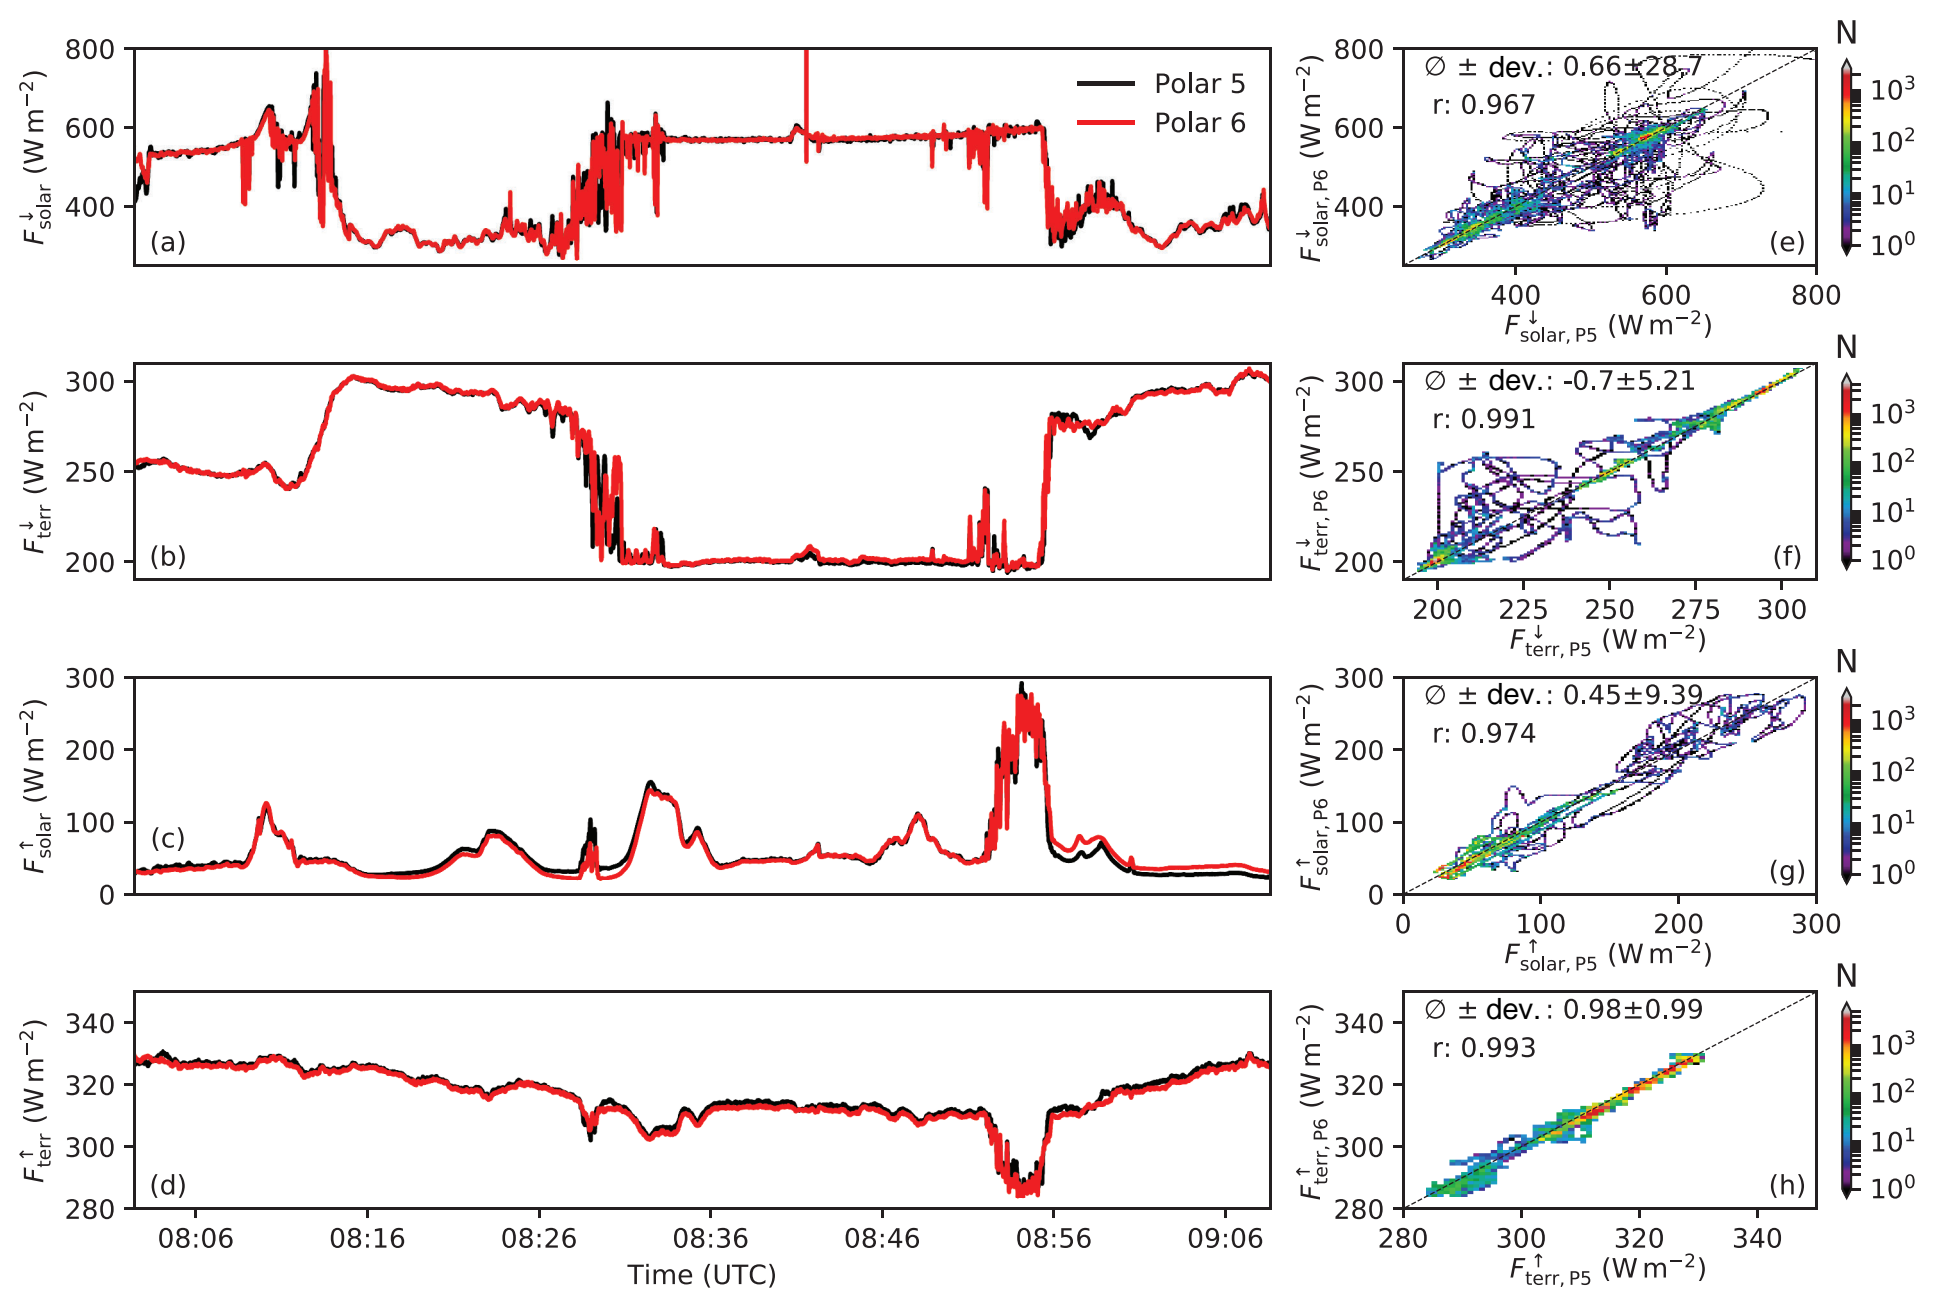 800
600
400
F↓solar (W m−2)
(a)
Polar 5
Polar 6
800
600
400
F↓solar, P6 (W m−2)
∅ ± dev.: 0.66±28.7
r: 0.967
(e)
400 600 800
F↓solar, P5 (W m−2)
N
10³
10²
10¹
10⁰
300
250
200
F↓terr (W m−2)
(b)
300
250
200
F↓terr, P6 (W m−2)
∅ ± dev.: -0.7±5.21
r: 0.991
(f)
200 225 250 275 300
F↓terr, P5 (W m−2)
N
10³
10²
10¹
10⁰
300
200
100
0
F↑solar (W m−2)
(c)
300
200
100
0
F↑solar, P6 (W m−2)
∅ ± dev.: 0.45±9.39
r: 0.974
(g)
0 100 200 300
F↑solar, P5 (W m−2)
N
10³
10²
10¹
10⁰
340
320
300
280
F↑terr (W m−2)
(d)
08:06 08:16 08:26 08:36 08:46 08:56 09:06
Time (UTC)
340
320
300
280
F↑terr, P6 (W m−2)
∅ ± dev.: 0.98±0.99
r: 0.993
(h)
280 300 320 340
F↑terr, P5 (W m−2)
N
10³
10²
10¹
10⁰